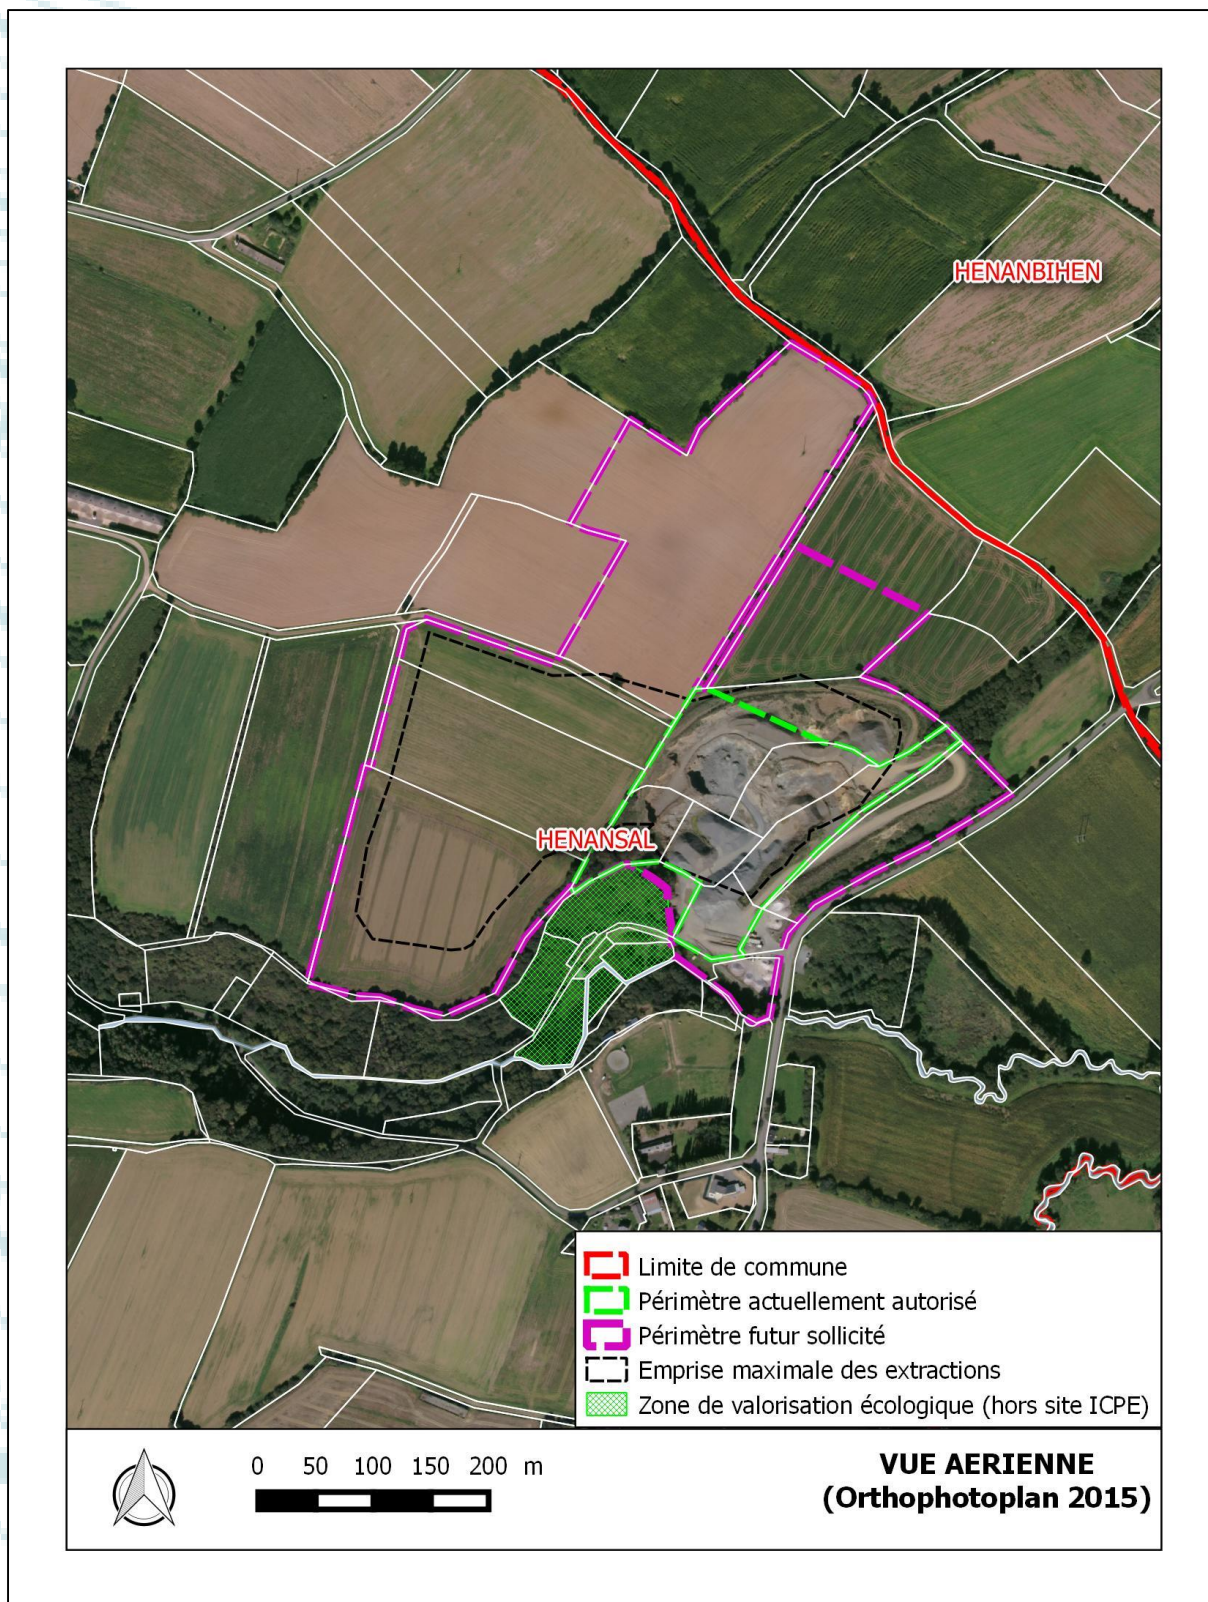 HENANBIHEN
HENANSAL
Limite de commune
Périmètre actuellement autorisé
Périmètre futur sollicité
Emprise maximale des extractions
Zone de valorisation écologique (hors site ICPE)
0 50 100 150 200 m
VUE AERIENNE
(Orthophotoplan 2015)